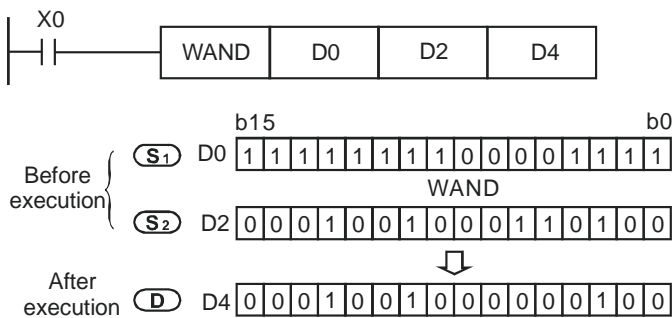 X0
WAND D0 D2 D4
b15 b0
Before execution
S1 D0 1 1 1 1 1 1 1 1 0 0 0 0 1 1 1 1
WAND
S2 D2 0 0 0 1 0 0 1 0 0 0 1 1 0 1 0 0
After execution
D D4 0 0 0 1 0 0 1 0 0 0 0 0 0 1 0 0